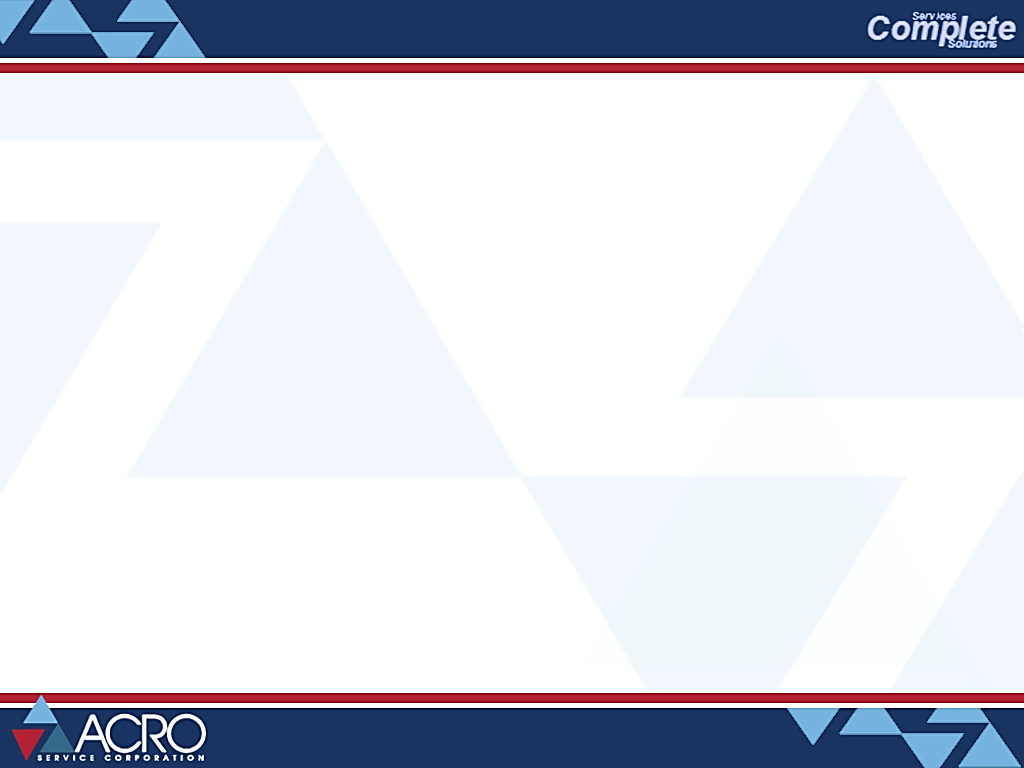 Services
Complete
Solutions
ACRO
SERVICE CORPORATION